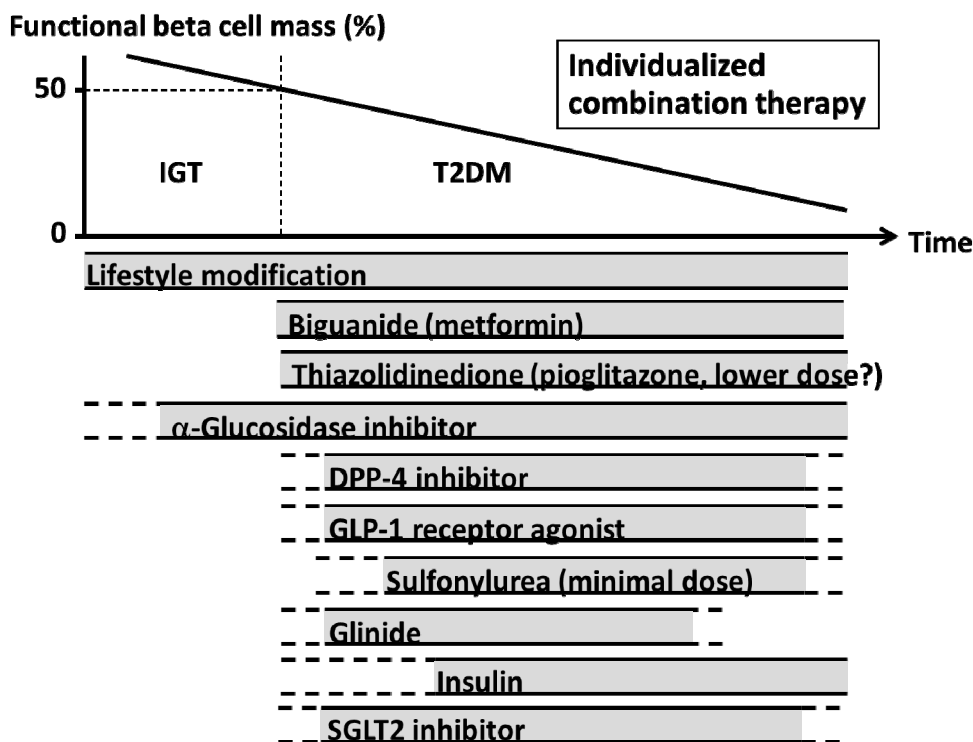 Functional beta cell mass (%)
Individualized
combination therapy
50
IGT
T2DM
0
Time
Lifestyle modification
Biguanide (metformin)
Thiazolidinedione (pioglitazone, lower dose?)
α-Glucosidase inhibitor
DPP-4 inhibitor
GLP-1 receptor agonist
Sulfonylurea (minimal dose)
Glinide
Insulin
SGLT2 inhibitor